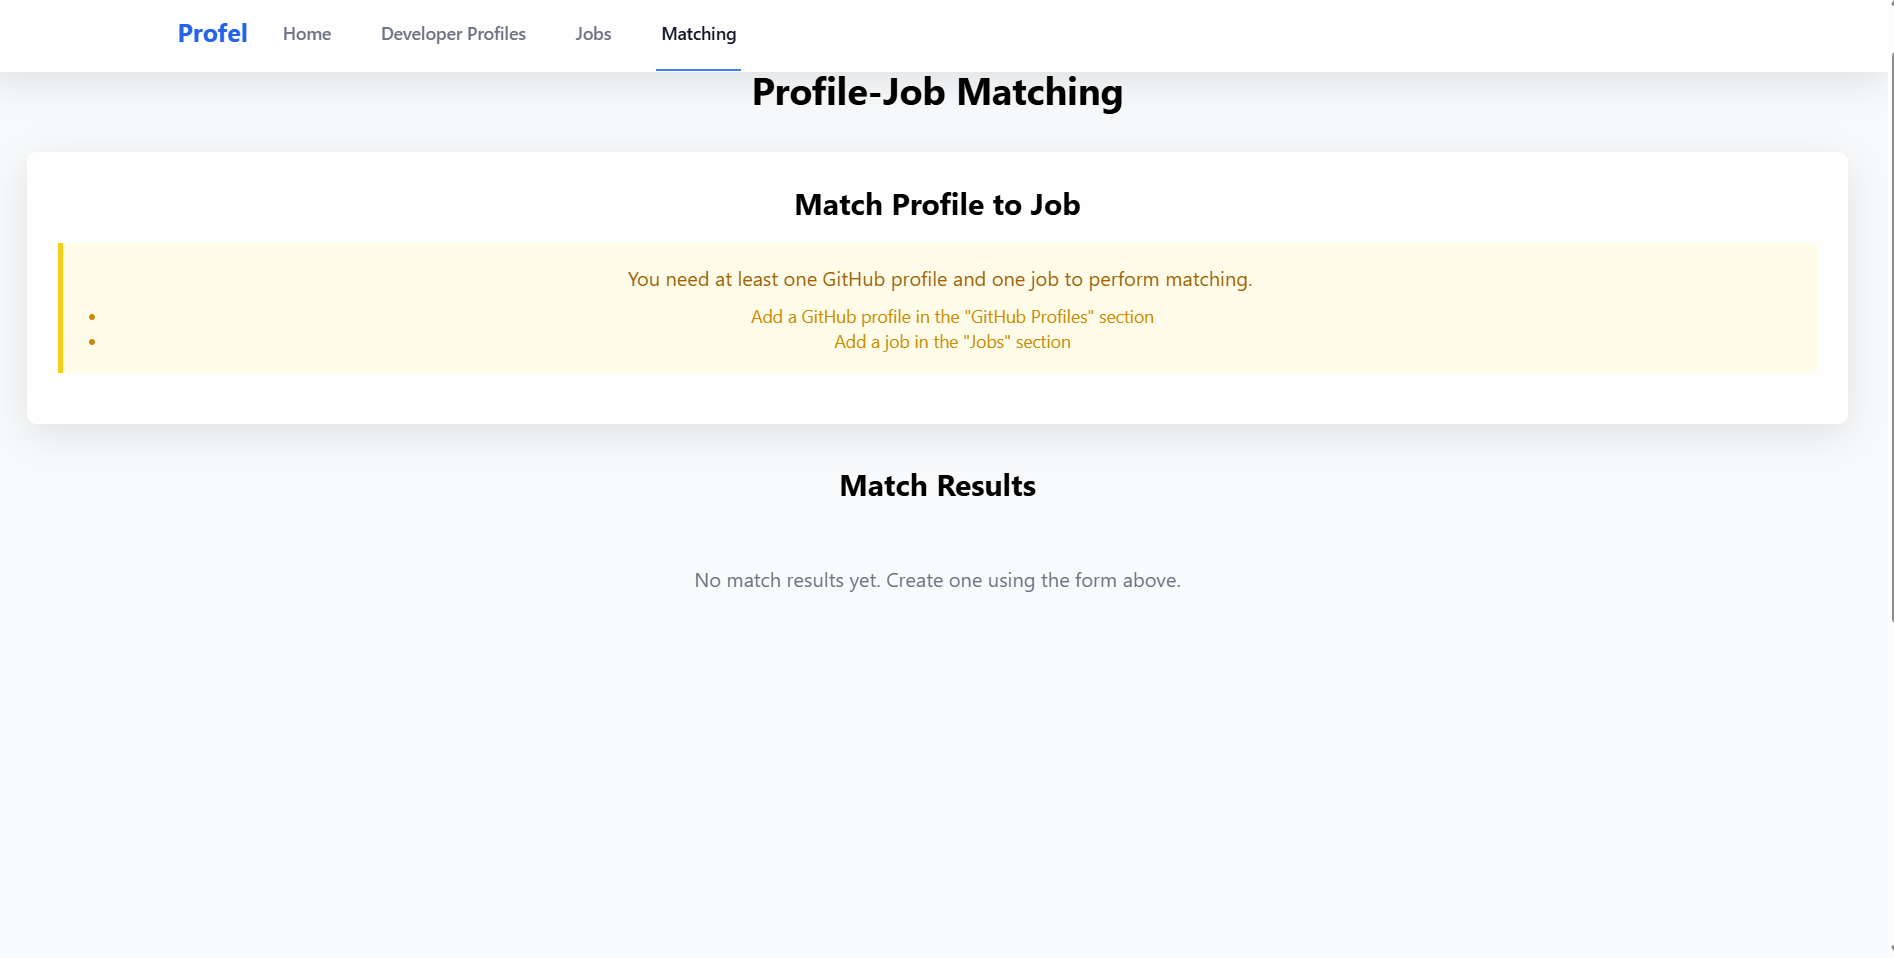 Profel Home Developer Profiles Jobs Matching
Profile-Job Matching
Match Profile to Job
You need at least one GitHub profile and one job to perform matching.
• Add a GitHub profile in the "GitHub Profiles" section
• Add a job in the "Jobs" section
Match Results
No match results yet. Create one using the form above.